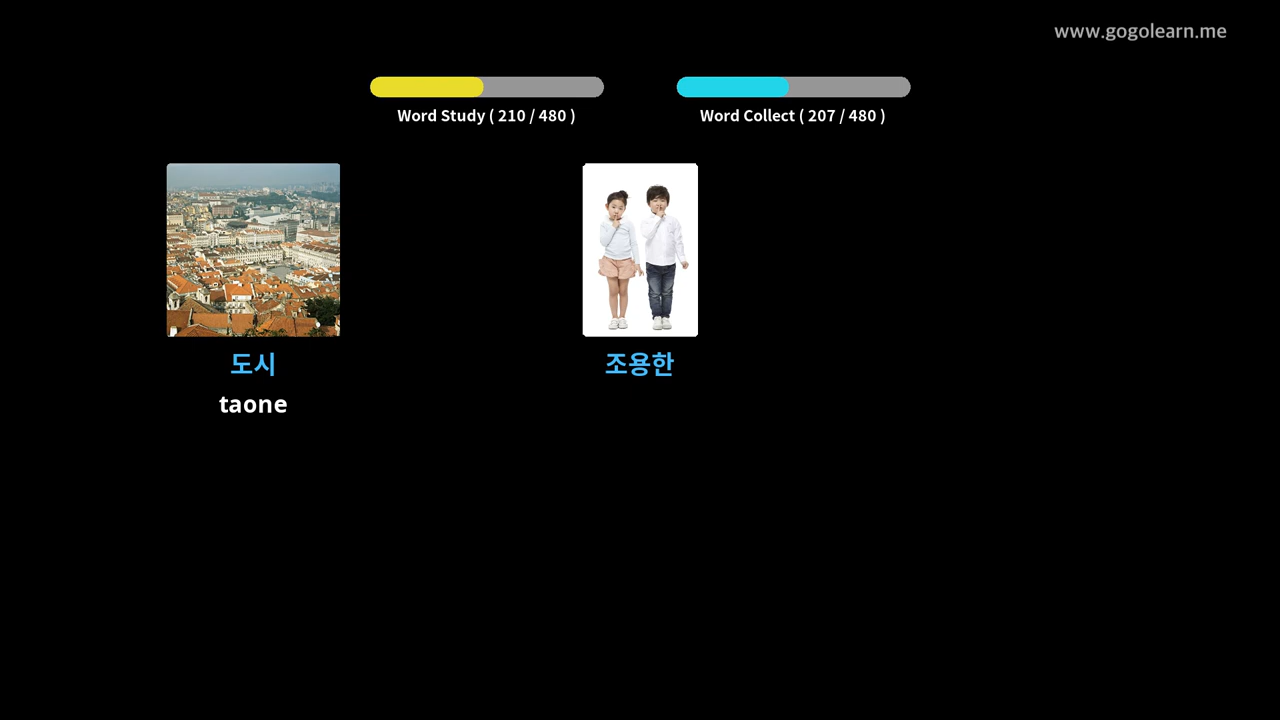 www.gogolearn.me
Word Study ( 210 / 480 )
Word Collect ( 207 / 480 )
도시
taone
조용한